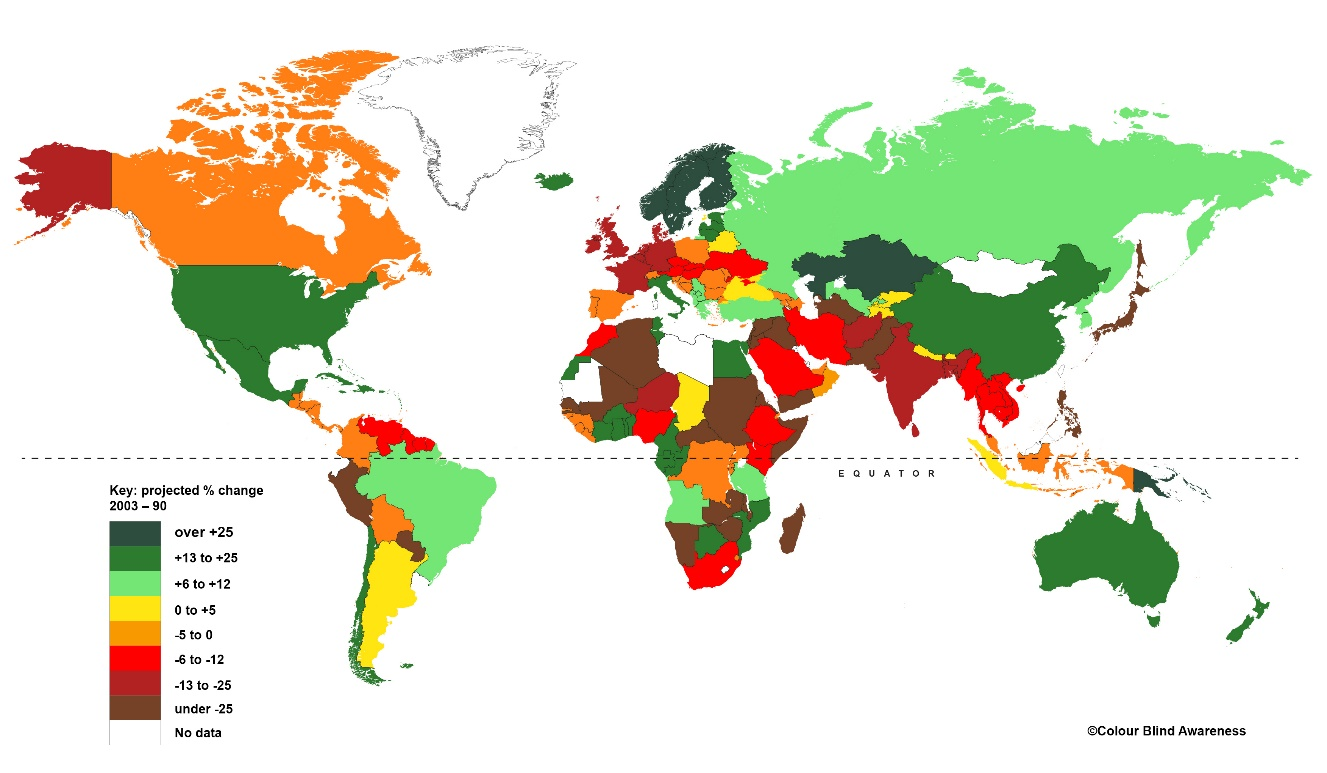 E Q U A T O R
Key: projected % change
2003 – 90
over +25
+13 to +25
+6 to +12
0 to +5
-5 to 0
-6 to -12
-13 to -25
under -25
No data
©Colour Blind Awareness